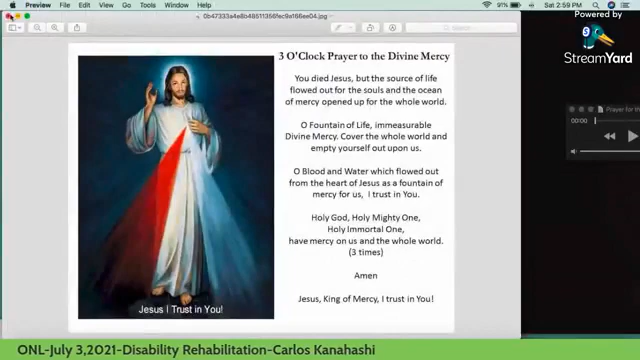 Preview File Edit View Go Tools Window Help
91% Sat 2:59 PM
0b47333a4e8b48511356fec9a166ee04.jpg
Powered by
StreamYard
3 O'Clock Prayer to the Divine Mercy
You died Jesus, but the source of life
flowed out for the souls and the ocean
of mercy opened up for the whole world.
O Fountain of Life, immeasurable
Divine Mercy. Cover the whole world and
empty yourself out upon us.
O Blood and Water which flowed out
from the heart of Jesus as a fountain of
mercy for us, I trust in You.
Holy God, Holy Mighty One,
Holy Immortal One,
have mercy on us and the whole world.
(3 times)
Amen
Jesus, King of Mercy, I trust in You!
Jesus I Trust in You!
Prayer for the
00:00
ONL-July 3,2021-Disability Rehabilitation-Carlos Kanahashi